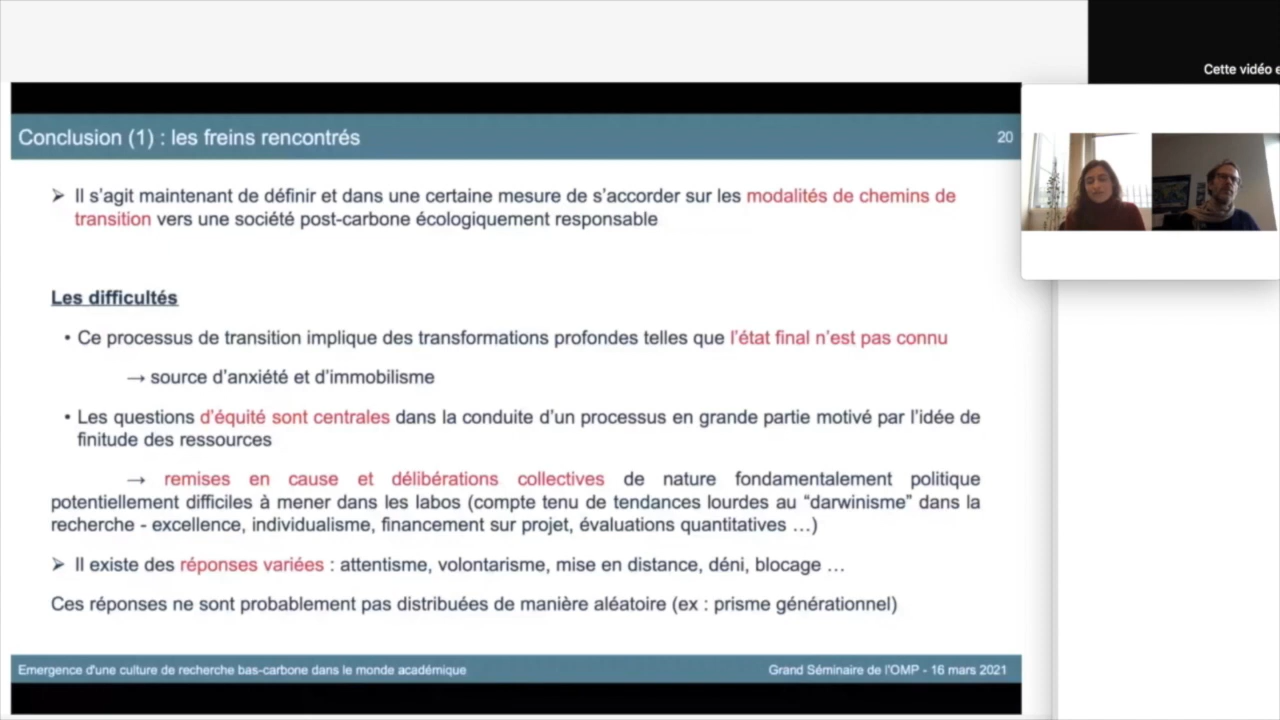 Cette vidéo e
Conclusion (1) : les freins rencontrés
20
➢ Il s’agit maintenant de définir et dans une certaine mesure de s’accorder sur les modalités de chemins de
transition vers une société post-carbone écologiquement responsable
Les difficultés
• Ce processus de transition implique des transformations profondes telles que l’état final n’est pas connu
→ source d’anxiété et d’immobilisme
• Les questions d’équité sont centrales dans la conduite d’un processus en grande partie motivé par l’idée de
finitude des ressources
→ remises en cause et délibérations collectives de nature fondamentalement politique
potentiellement difficiles à mener dans les labos (compte tenu de tendances lourdes au “darwinisme” dans la
recherche - excellence, individualisme, financement sur projet, évaluations quantitatives …)
➢ Il existe des réponses variées : attentisme, volontarisme, mise en distance, déni, blocage …
Ces réponses ne sont probablement pas distribuées de manière aléatoire (ex : prisme générationnel)
Emergence d'une culture de recherche bas-carbone dans le monde académique
Grand Séminaire de l'OMP - 16 mars 2021